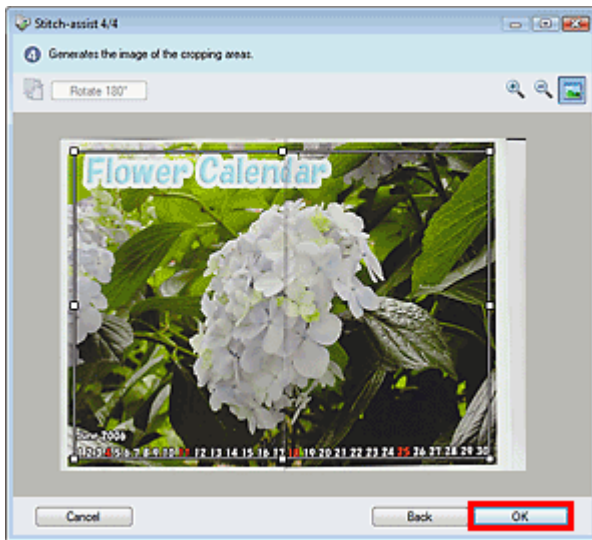 Stitch-assist 4/4
4 Generates the image of the cropping areas.
Rotate 180°
Flower Calendar
June 2006
1 2 3 4 5 6 7 8 9 10 11 12 13 14 15 16 17 18 19 20 21 22 23 24 25 26 27 28 29 30
Cancel Back OK